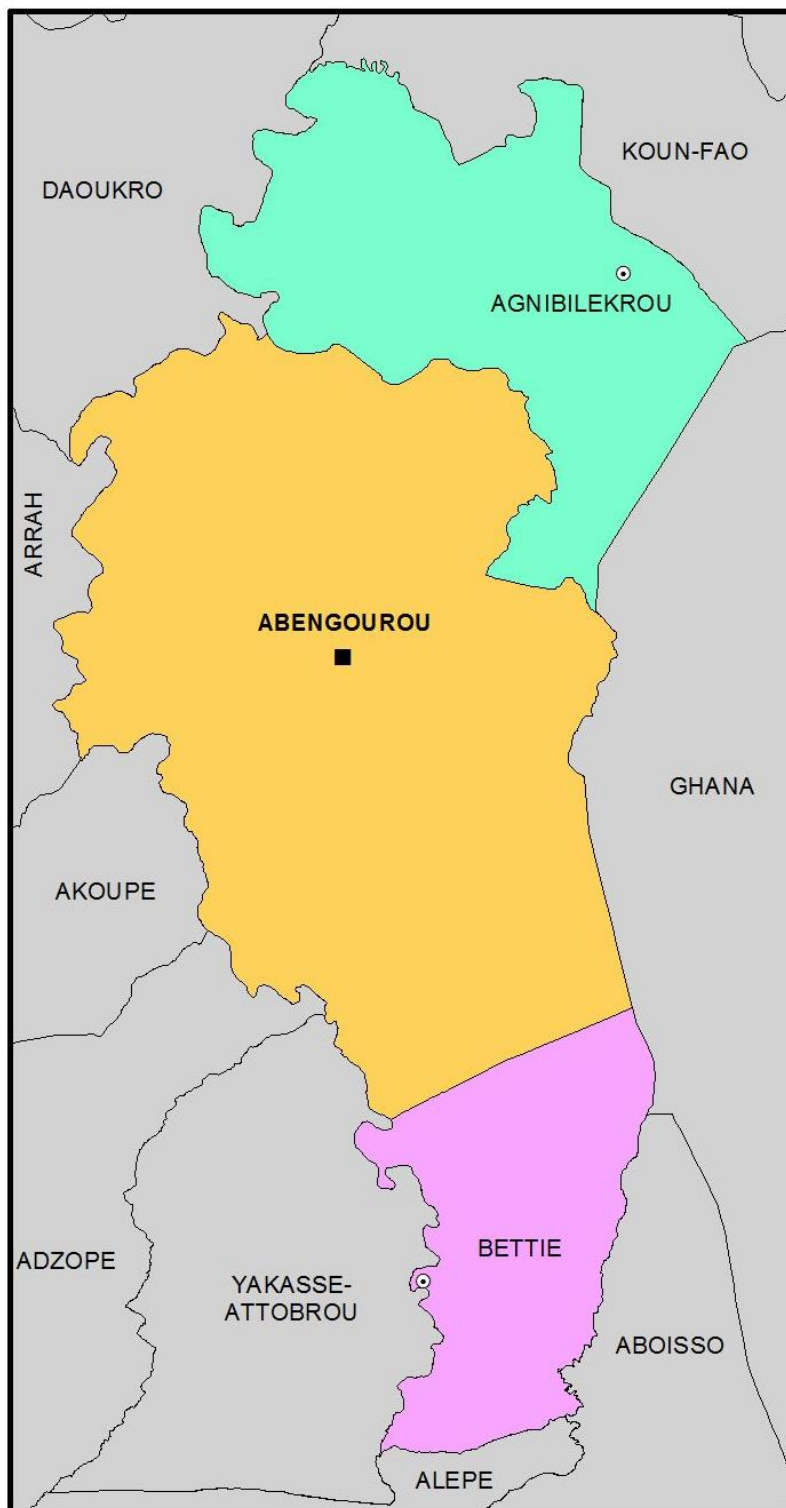 KOUN-FAO
DAOUKRO
AGNIBILEKROU
ARRAH
ABENGOUROU
GHANA
AKOUPE
BETTIE
ADZOPE
YAKASSE-
ATTOBROU
ABOISSO
ALEPE